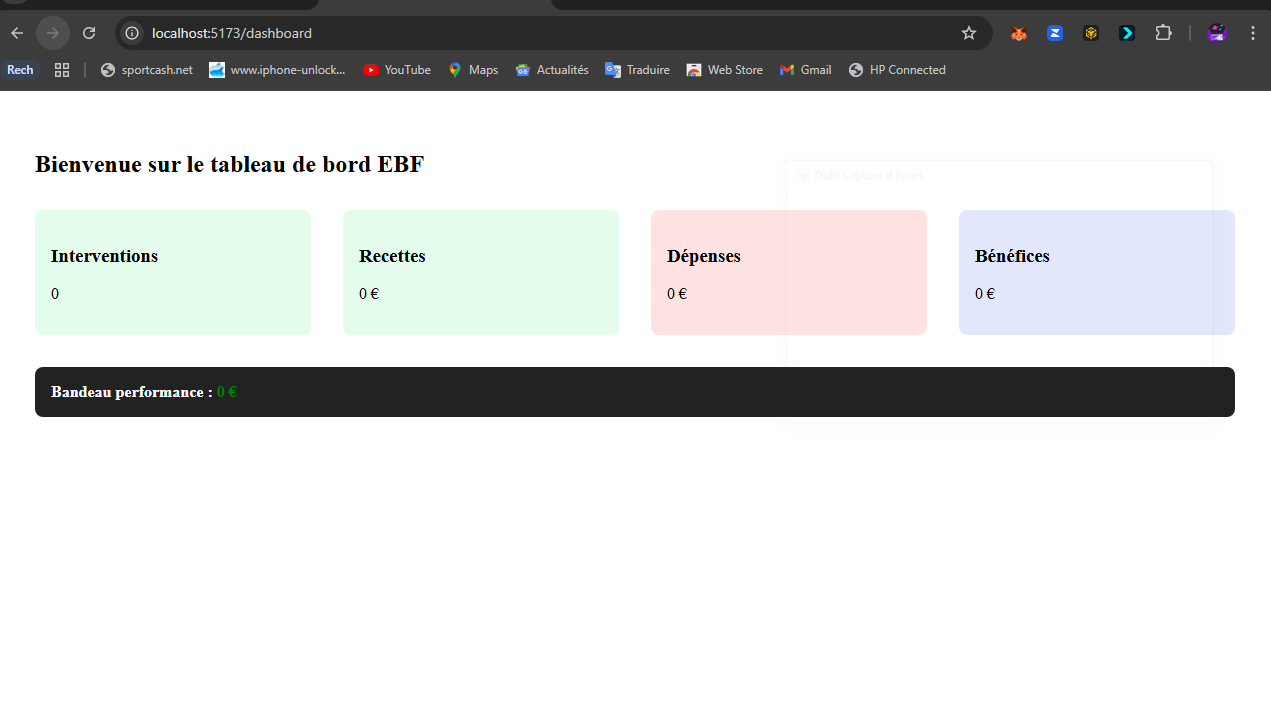 localhost:5173/dashboard
Rech sportcash.net www.iphone-unlock... YouTube Maps Actualités Traduire Web Store Gmail HP Connected
Bienvenue sur le tableau de bord EBF
Outil Capture d'écran
Interventions Recettes Dépenses Bénéfices
0 0 € 0 € 0 €
Bandeau performance : 0 €